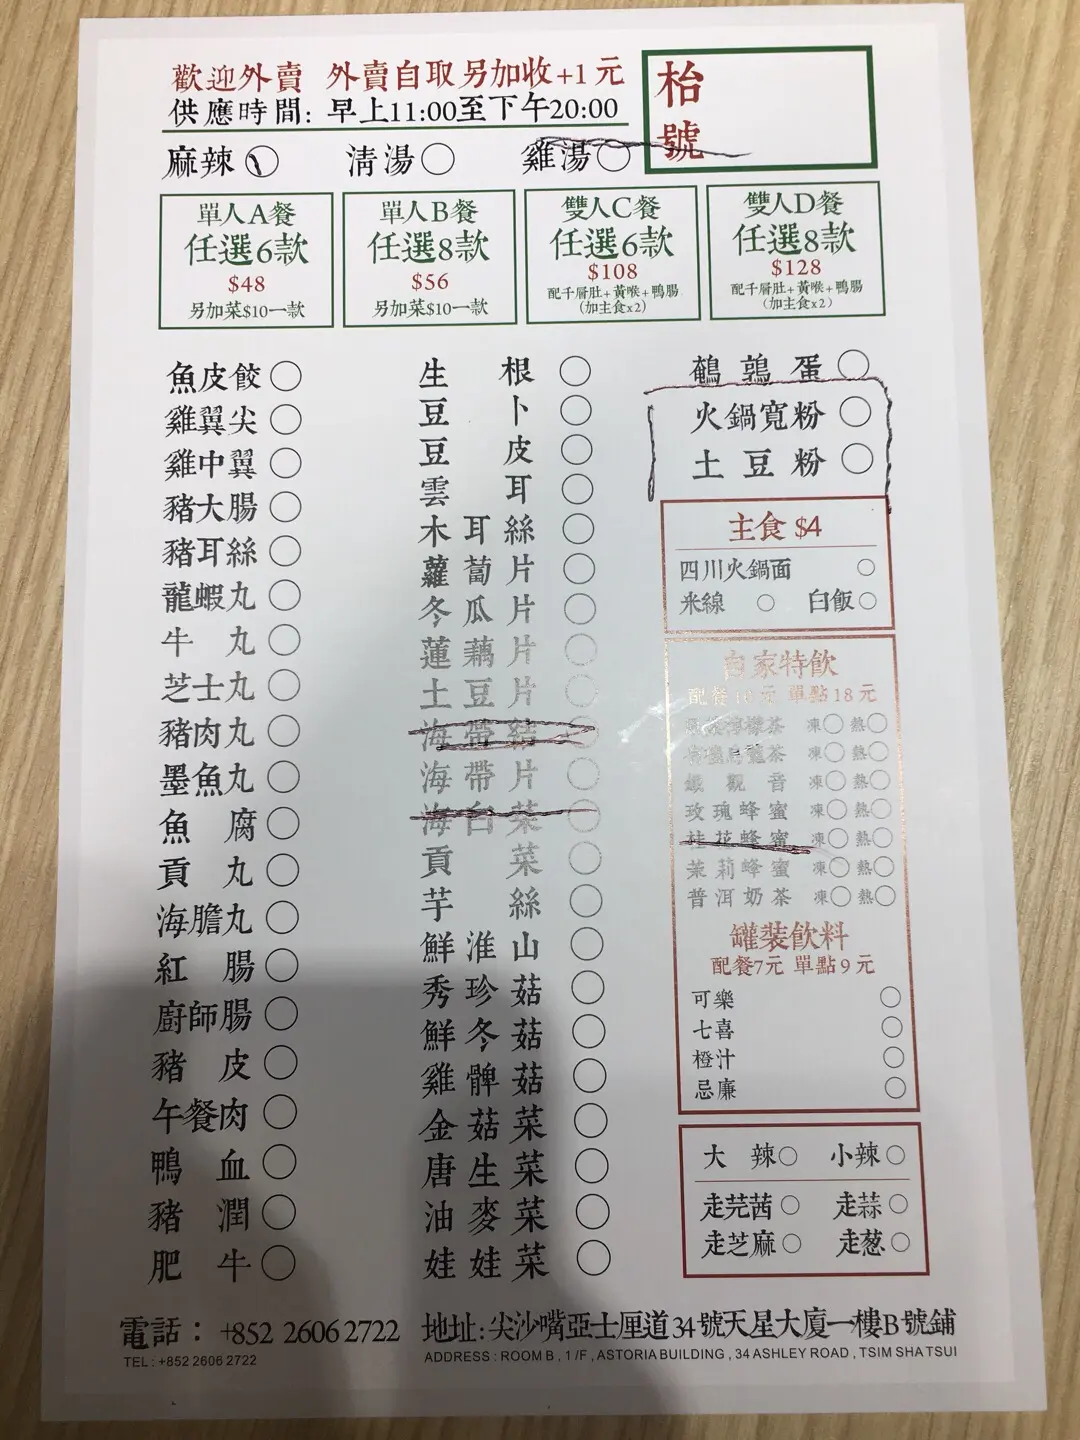 歡迎外賣 外賣自取另加收+1元
供應時間: 早上11:00至下午20:00
枱號
麻辣 清湯 雞湯
單人A餐
任選6款
$48
另加菜$10一款
單人B餐
任選8款
$56
另加菜$10一款
雙人C餐
任選6款
$108
配千層肚+黃喉+鴨腸
(加主食x2)
雙人D餐
任選8款
$128
配千層肚+黃喉+鴨腸
(加主食x2)
魚皮餃
雞翼尖
雞中翼
豬大腸
豬耳絲
龍蝦丸
牛丸
芝士丸
豬肉丸
墨魚丸
魚腐
貢丸
海膽丸
紅腸
廚師腸
豬皮
午餐肉
鴨血
豬潤
肥牛
生根
豆卜
豆皮
雲耳
木耳絲
蘿蔔片
冬瓜片
蓮藕片
土豆片
海帶結
海帶片
海白菜
貢菜
芋絲
鮮淮山
秀珍菇
鮮冬菇
雞髀菇
金菇菜
唐生菜
油麥菜
娃娃菜
鵪鶉蛋
火鍋寬粉
土豆粉
主食 $4
四川火鍋面
米線 白飯
自家特飲
配餐10元 單點18元
檸檬茶 凍 熱
烏龍茶 凍 熱
鐵觀音 凍 熱
玫瑰蜂蜜 凍 熱
桂花蜂蜜 凍 熱
茉莉蜂蜜 凍 熱
普洱奶茶 凍 熱
罐裝飲料
配餐7元 單點9元
可樂
七喜
橙汁
忌廉
大辣 小辣
走芫茜 走蒜
走芝麻 走葱
電話: +852 2606 2722 地址:尖沙嘴亞士厘道34號天星大廈一樓B號鋪
TEL : +852 2606 2722 ADDRESS : ROOM B , 1 /F , ASTORIA BUILDING , 34 ASHLEY ROAD , TSIM SHA TSUI